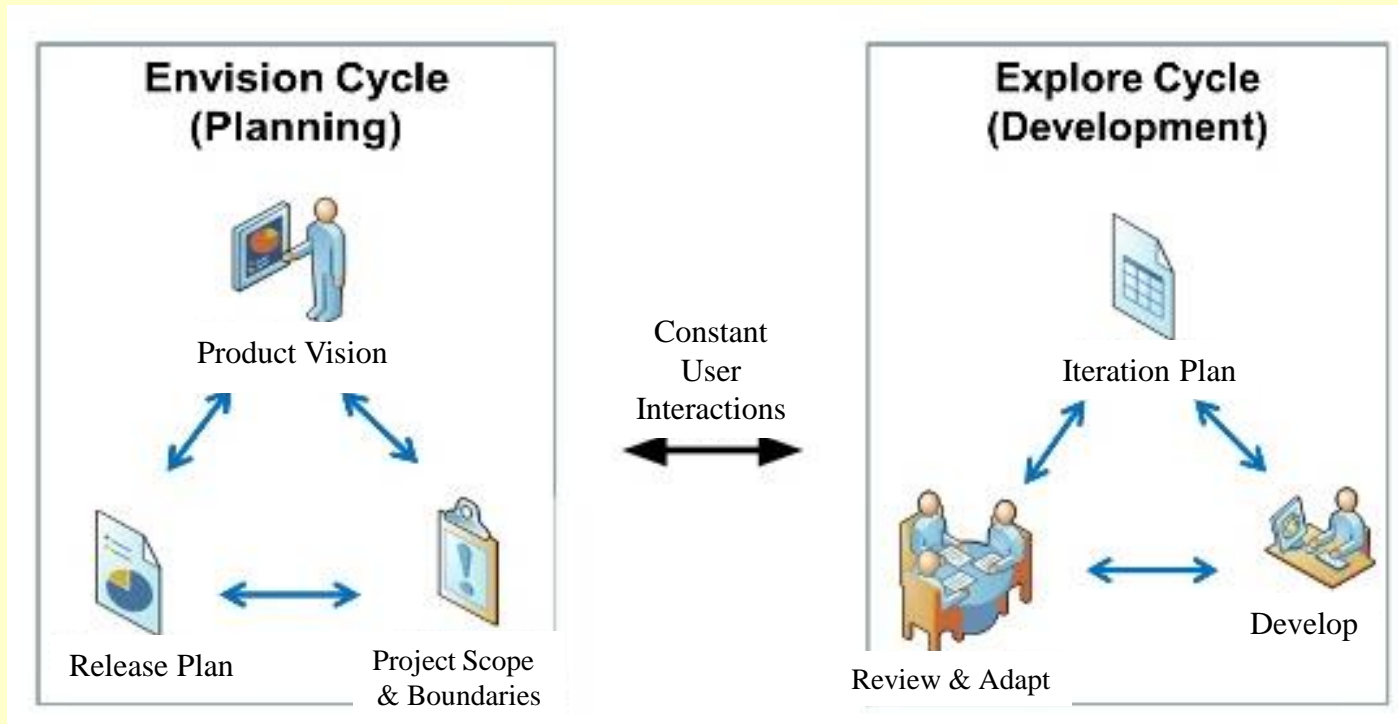 Envision Cycle
(Planning)
Product Vision
Release Plan
Project Scope
& Boundaries
Constant
User
Interactions
Explore Cycle
(Development)
Iteration Plan
Review & Adapt
Develop